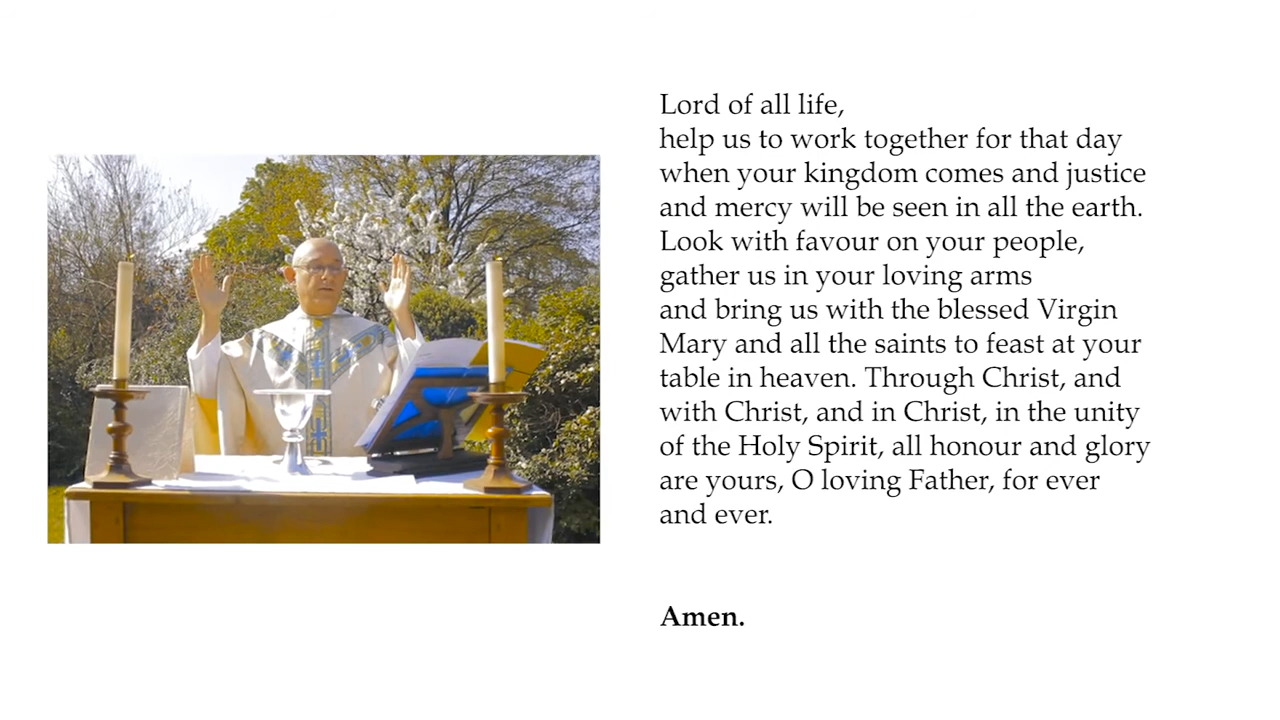 Lord of all life,
help us to work together for that day
when your kingdom comes and justice
and mercy will be seen in all the earth.
Look with favour on your people,
gather us in your loving arms
and bring us with the blessed Virgin
Mary and all the saints to feast at your
table in heaven. Through Christ, and
with Christ, and in Christ, in the unity
of the Holy Spirit, all honour and glory
are yours, O loving Father, for ever
and ever.
Amen.